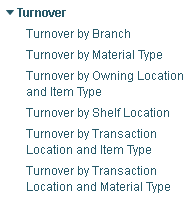 Turnover
Turnover by Branch
Turnover by Material Type
Turnover by Owning Location
and Item Type
Turnover by Shelf Location
Turnover by Transaction
Location and Item Type
Turnover by Transaction
Location and Material Type